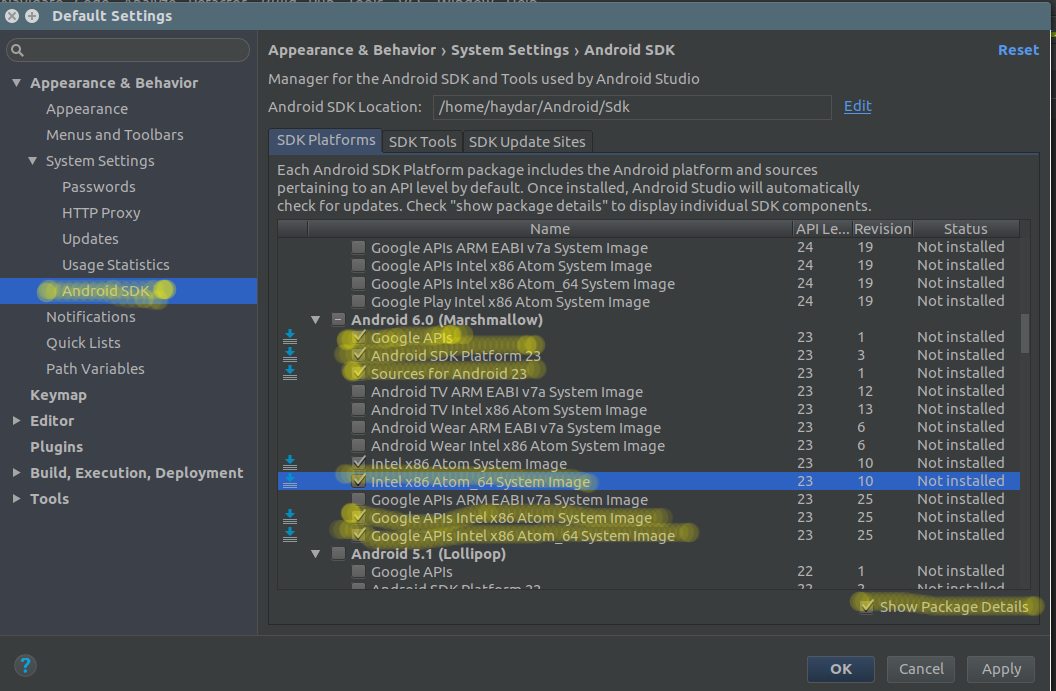 Default Settings
Appearance & Behavior
Appearance
Menus and Toolbars
System Settings
Passwords
HTTP Proxy
Updates
Usage Statistics
Android SDK
Notifications
Quick Lists
Path Variables
Keymap
Editor
Plugins
Build, Execution, Deployment
Tools
Appearance & Behavior › System Settings › Android SDK
Reset
Manager for the Android SDK and Tools used by Android Studio
Android SDK Location: /home/haydar/Android/Sdk Edit
SDK Platforms SDK Tools SDK Update Sites
Each Android SDK Platform package includes the Android platform and sources
pertaining to an API level by default. Once installed, Android Studio will automatically
check for updates. Check "show package details" to display individual SDK components.
Name API Le... Revision Status
Google APIs ARM EABI v7a System Image 24 19 Not installed
Google APIs Intel x86 Atom System Image 24 19 Not installed
Google APIs Intel x86 Atom_64 System Image 24 19 Not installed
Google Play Intel x86 Atom System Image 24 19 Not installed
Android 6.0 (Marshmallow)
Google APIs 23 1 Not installed
Android SDK Platform 23 23 3 Not installed
Sources for Android 23 23 1 Not installed
Android TV ARM EABI v7a System Image 23 12 Not installed
Android TV Intel x86 Atom System Image 23 13 Not installed
Android Wear ARM EABI v7a System Image 23 6 Not installed
Android Wear Intel x86 Atom System Image 23 6 Not installed
Intel x86 Atom System Image 23 10 Not installed
Intel x86 Atom_64 System Image 23 10 Not installed
Google APIs ARM EABI v7a System Image 23 25 Not installed
Google APIs Intel x86 Atom System Image 23 25 Not installed
Google APIs Intel x86 Atom_64 System Image 23 25 Not installed
Android 5.1 (Lollipop)
Google APIs 22 1 Not installed
Android SDK Platform 22 22 2 Not installed
Show Package Details
?
OK Cancel Apply